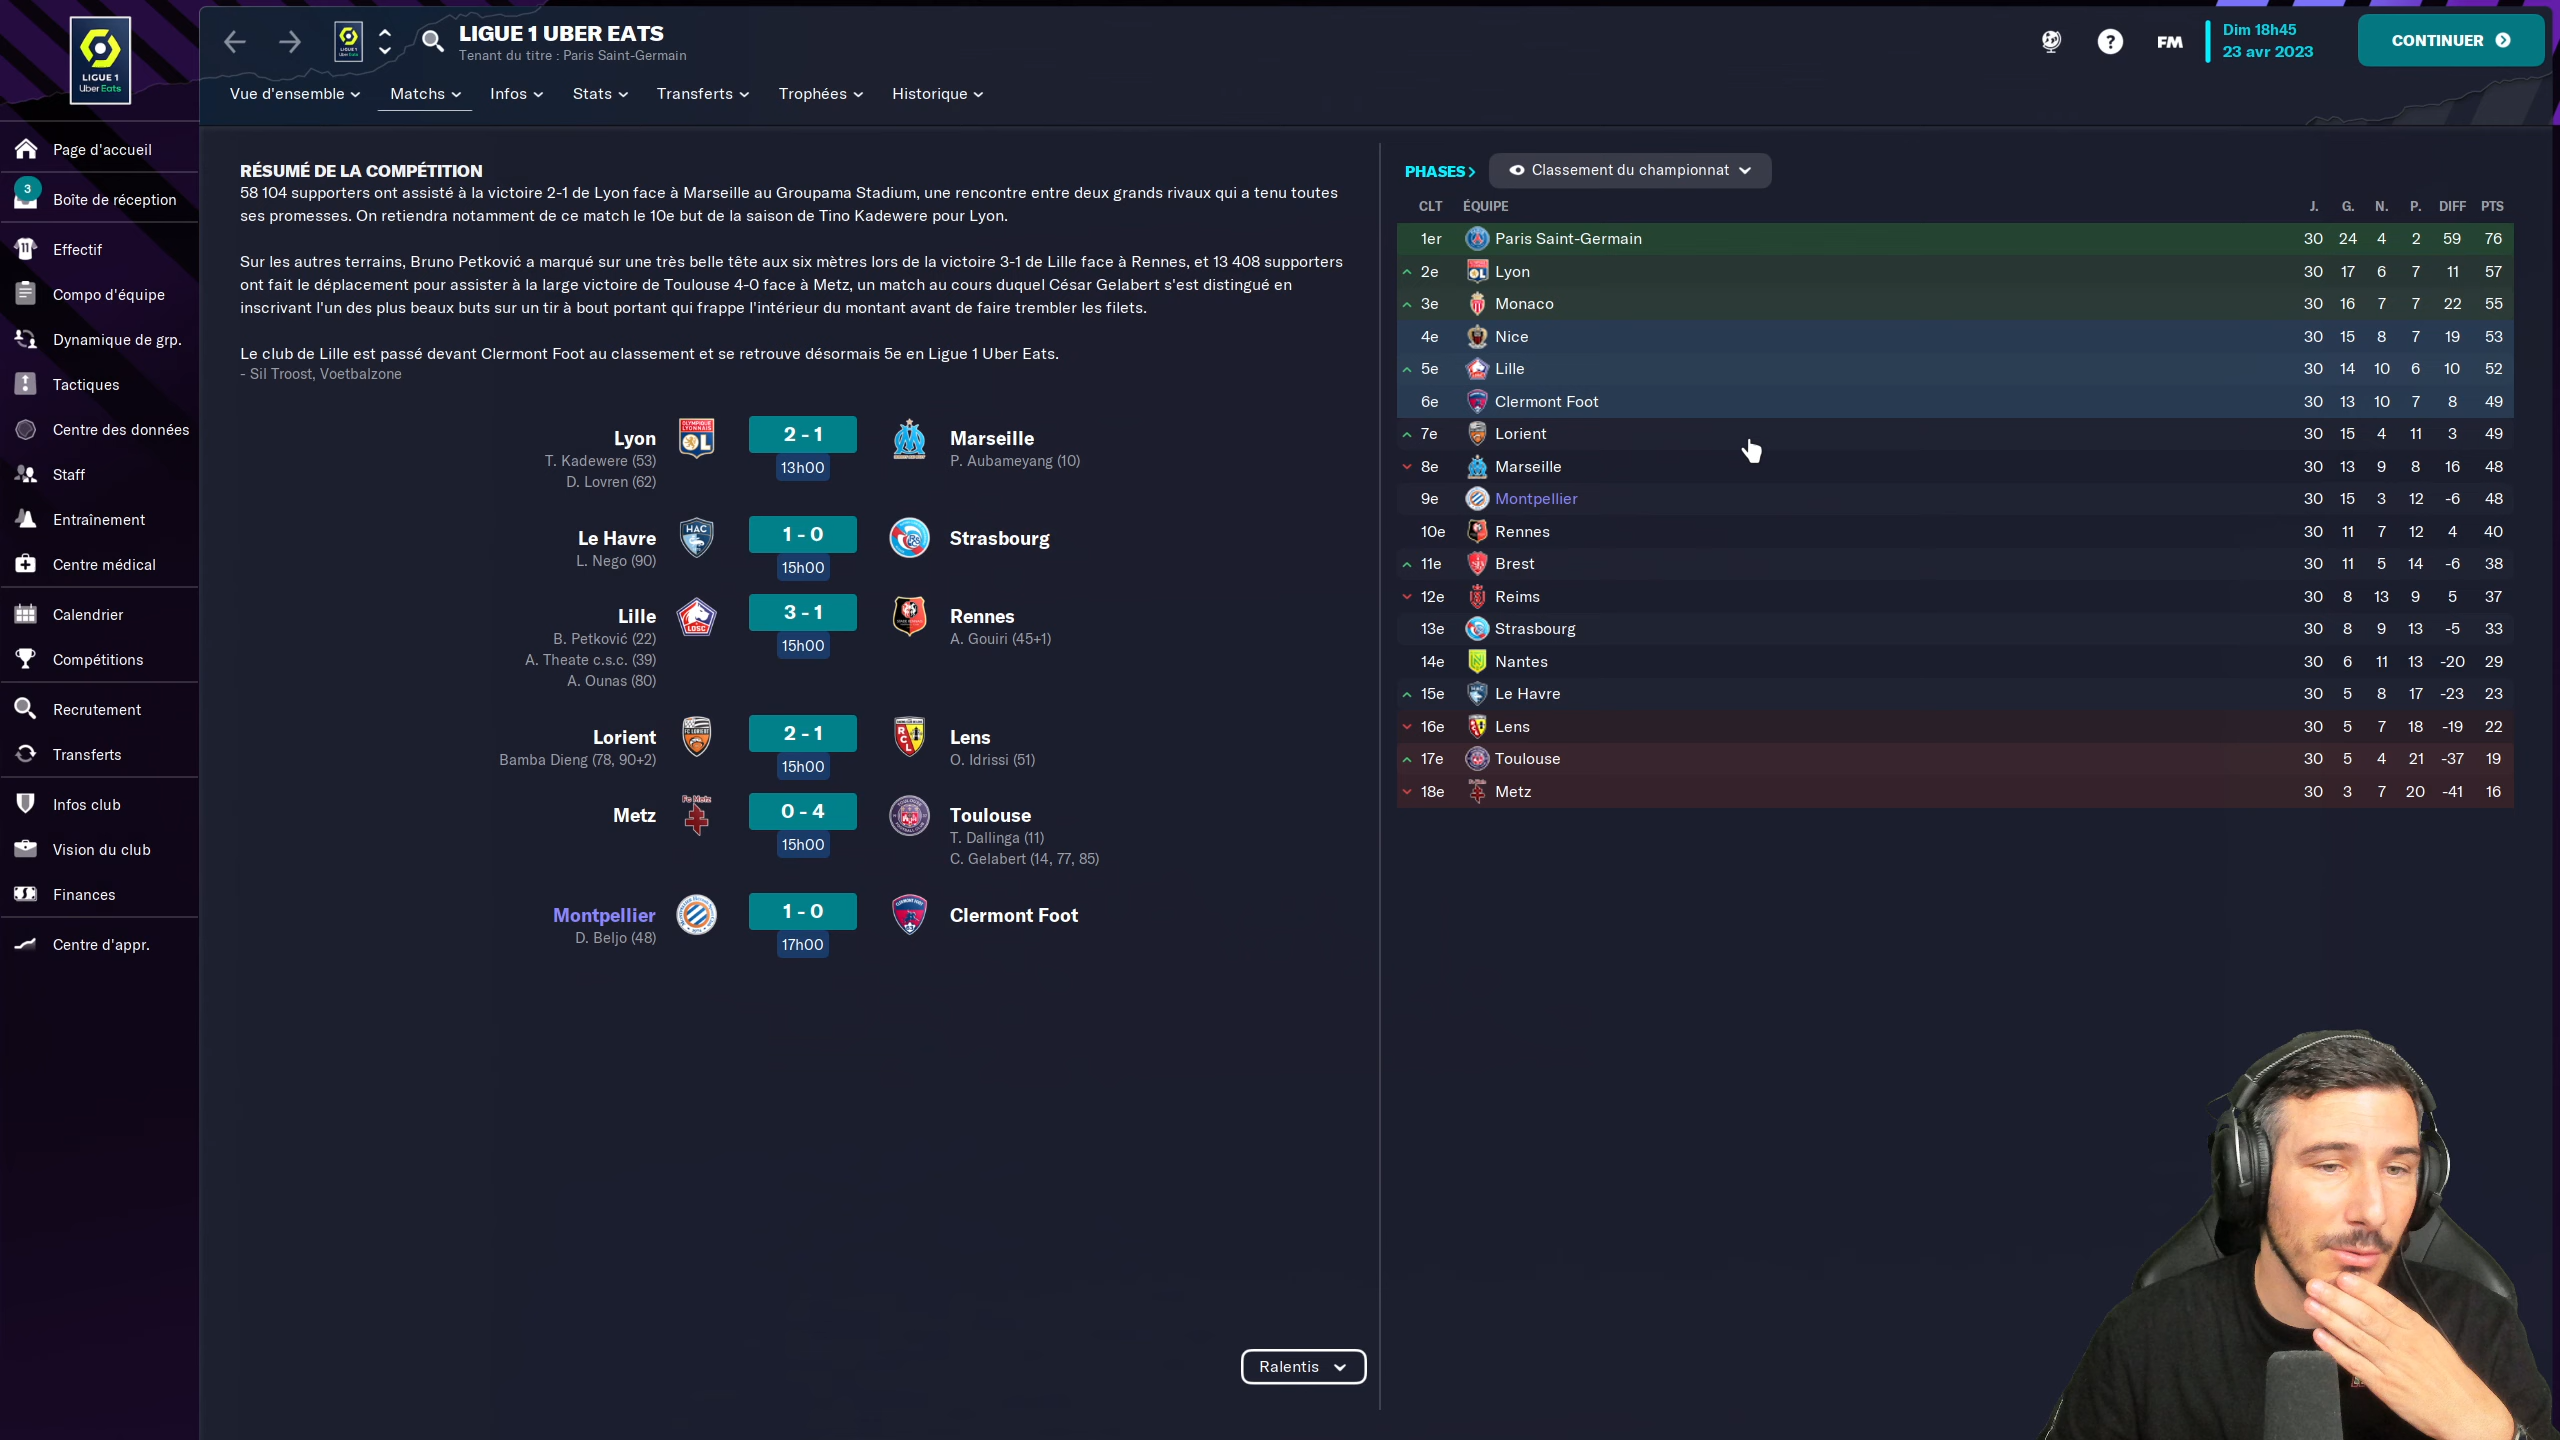 LIGUE 1
Uber Eats
LIGUE 1 UBER EATS
Tenant du titre : Paris Saint-Germain
FM
Dim 18h45
23 avr 2023
CONTINUER
Vue d'ensemble
Matchs
Infos
Stats
Transferts
Trophées
Historique
Page d'accueil
3
Boîte de réception
Effectif
Compo d'équipe
Dynamique de grp.
Tactiques
Centre des données
Staff
Entraînement
Centre médical
Calendrier
Compétitions
Recrutement
Transferts
Infos club
Vision du club
Finances
Centre d'appr.
RÉSUMÉ DE LA COMPÉTITION
58 104 supporters ont assisté à la victoire 2-1 de Lyon face à Marseille au Groupama Stadium, une rencontre entre deux grands rivaux qui a tenu toutes
ses promesses. On retiendra notamment de ce match le 10e but de la saison de Tino Kadewere pour Lyon.
Sur les autres terrains, Bruno Petković a marqué sur une très belle tête aux six mètres lors de la victoire 3-1 de Lille face à Rennes, et 13 408 supporters
ont fait le déplacement pour assister à la large victoire de Toulouse 4-0 face à Metz, un match au cours duquel César Gelabert s'est distingué en
inscrivant l'un des plus beaux buts sur un tir à bout portant qui frappe l'intérieur du montant avant de faire trembler les filets.
Le club de Lille est passé devant Clermont Foot au classement et se retrouve désormais 5e en Ligue 1 Uber Eats.
- Sil Troost, Voetbalzone
Lyon 2 - 1 Marseille
T. Kadewere (53) 13h00 P. Aubameyang (10)
D. Lovren (62)
Le Havre 1 - 0 Strasbourg
L. Nego (90) 15h00
Lille 3 - 1 Rennes
B. Petković (22) 15h00 A. Gouiri (45+1)
A. Theate c.s.c. (39)
A. Ounas (80)
Lorient 2 - 1 Lens
Bamba Dieng (78, 90+2) 15h00 O. Idrissi (51)
Metz 0 - 4 Toulouse
15h00 T. Dallinga (11)
C. Gelabert (14, 77, 85)
Montpellier 1 - 0 Clermont Foot
D. Beljo (48) 17h00
Ralentis
PHASES Classement du championnat
CLT ÉQUIPE J. G. N. P. DIFF PTS
1er Paris Saint-Germain 30 24 4 2 59 76
2e Lyon 30 17 6 7 11 57
3e Monaco 30 16 7 7 22 55
4e Nice 30 15 8 7 19 53
5e Lille 30 14 10 6 10 52
6e Clermont Foot 30 13 10 7 8 49
7e Lorient 30 15 4 11 3 49
8e Marseille 30 13 9 8 16 48
9e Montpellier 30 15 3 12 -6 48
10e Rennes 30 11 7 12 4 40
11e Brest 30 11 5 14 -6 38
12e Reims 30 8 13 9 5 37
13e Strasbourg 30 8 9 13 -5 33
14e Nantes 30 6 11 13 -20 29
15e Le Havre 30 5 8 17 -23 23
16e Lens 30 5 7 18 -19 22
17e Toulouse 30 5 4 21 -37 19
18e Metz 30 3 7 20 -41 16